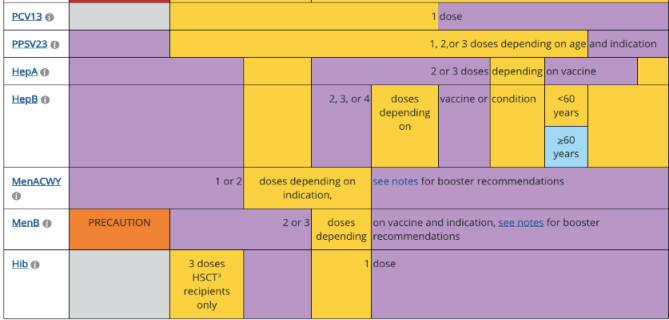 PCV13 1 dose
PPSV23 1, 2,or 3 doses depending on age and indication
HepA 2 or 3 doses depending on vaccine
HepB 2, 3, or 4 doses depending on vaccine or condition <60 years
≥60 years
MenACWY 1 or 2 doses depending on indication, see notes for booster recommendations
MenB PRECAUTION 2 or 3 doses depending on vaccine and indication, see notes for booster recommendations
Hib 3 doses HSCT³ recipients only 1 dose